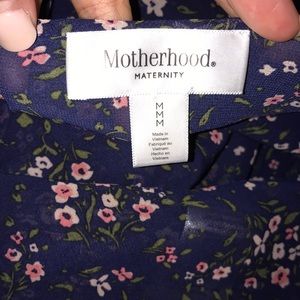 Motherhood®
MATERNITY
M
M
M
Made in
Vietnam
Fabriqué au
Vietnam
Hecho en
Vietnam